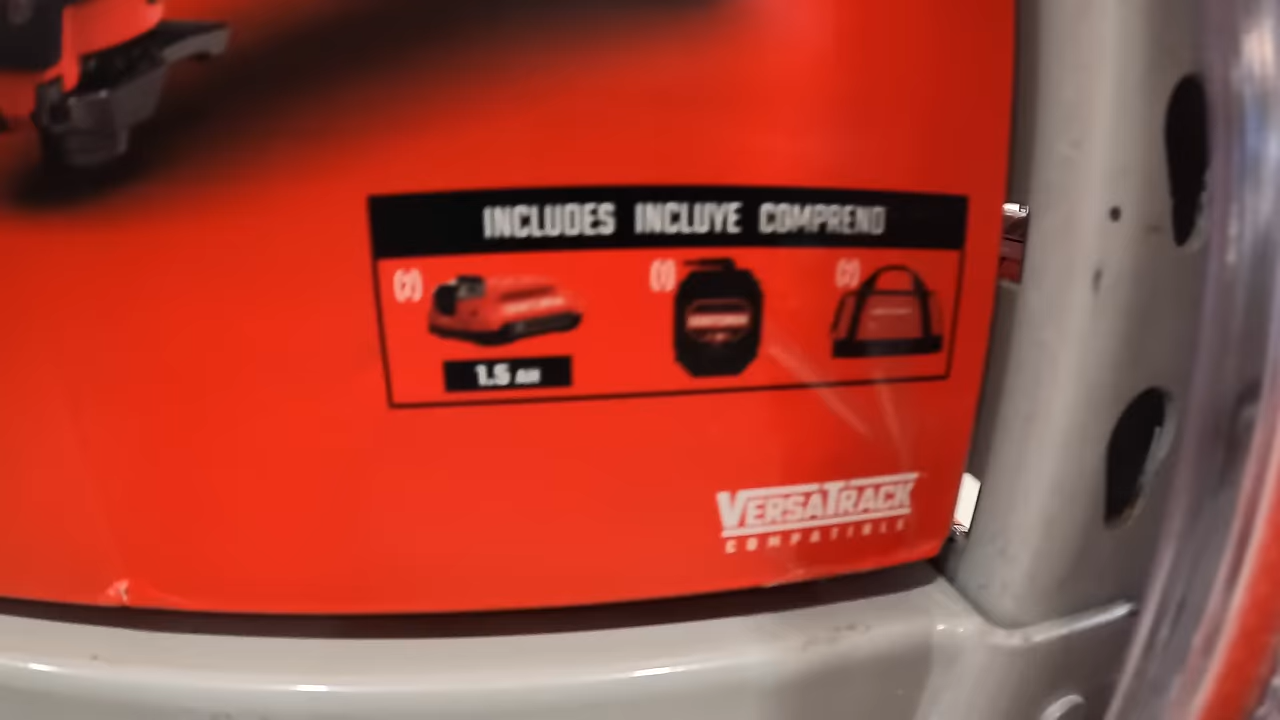 INCLUDES INCLUYE COMPREND
1.5 AH
VERSATRACK
COMPATIBLE